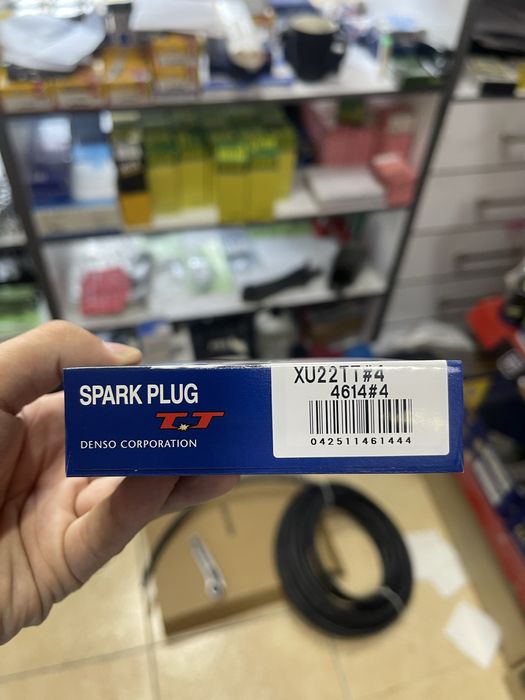 SPARK PLUG
TT
DENSO CORPORATION
XU22TT#4
4614#4
042511461444